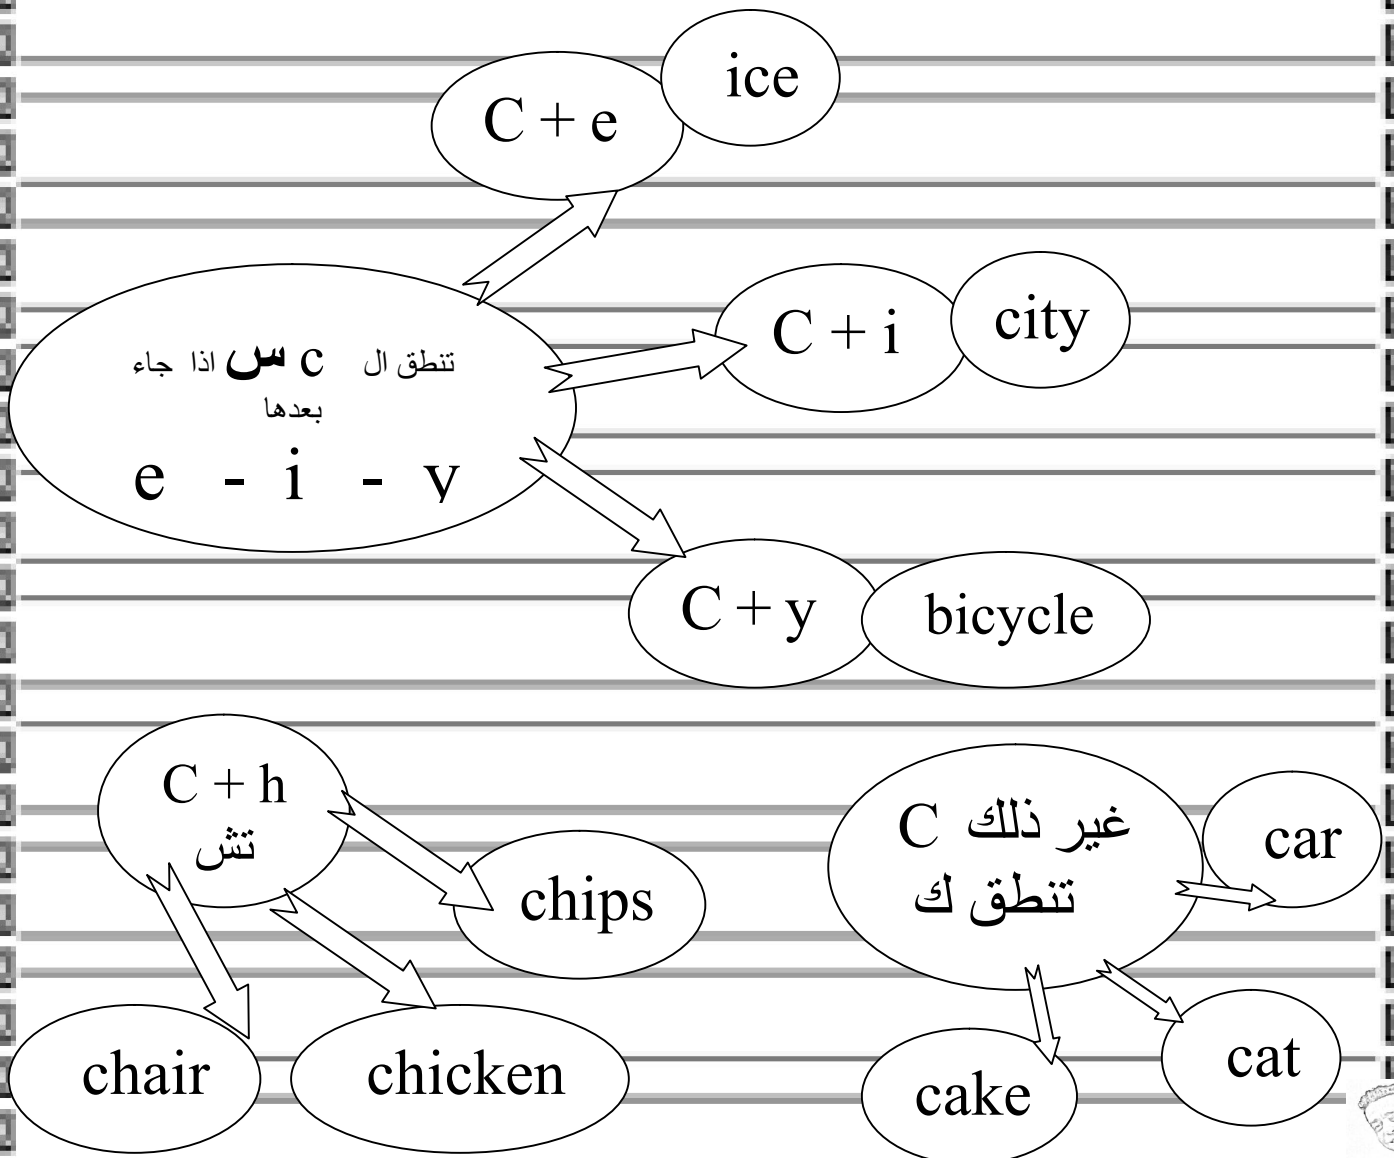 ice
C + e
C + i
city
تنطق ال c س اذا جاء
بعدها
e - i - y
C + y
bicycle
C + h
تش
chips
chair
chicken
غير ذلك C
تنطق ك
car
cat
cake